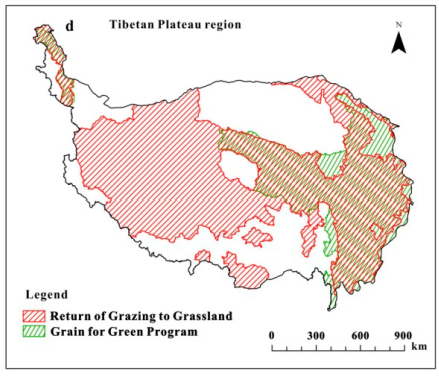 d Tibetan Plateau region
N
Legend
Return of Grazing to Grassland
Grain for Green Program
0 300 600 900
km